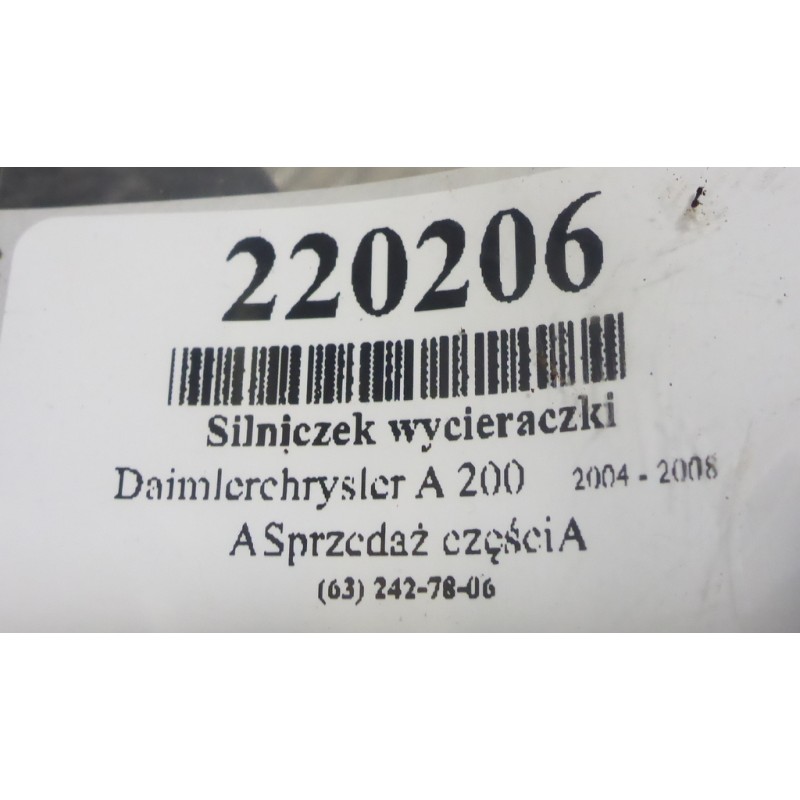 220206
Silniczek wycieraczki
Daimlerchrysler A 200 2004 - 2008
A Sprzedaż części A
(63) 242-78-06